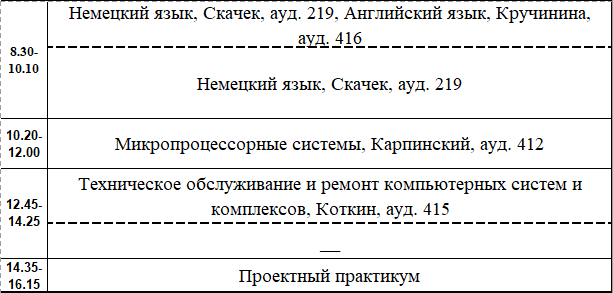 Немецкий язык, Скачек, ауд. 219, Английский язык, Кручинина,
ауд. 416
8.30-
10.10
Немецкий язык, Скачек, ауд. 219
10.20-
12.00
Микропроцессорные системы, Карпинский, ауд. 412
Техническое обслуживание и ремонт компьютерных систем и
комплексов, Коткин, ауд. 415
12.45-
14.25
—
14.35-
16.15
Проектный практикум